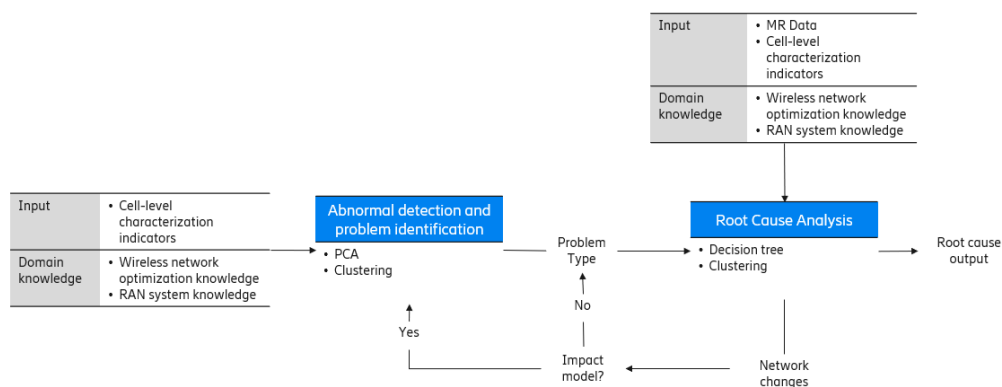 Input
• MR Data
• Cell-level
characterization
indicators
Domain
knowledge
• Wireless network
optimization knowledge
• RAN system knowledge
Input
• Cell-level
characterization
indicators
Domain
knowledge
• Wireless network
optimization knowledge
• RAN system knowledge
Abnormal detection and
problem identification
• PCA
• Clustering
Problem
Type
Root Cause Analysis
• Decision tree
• Clustering
Root cause
output
No
Yes
Impact
model?
Network
changes